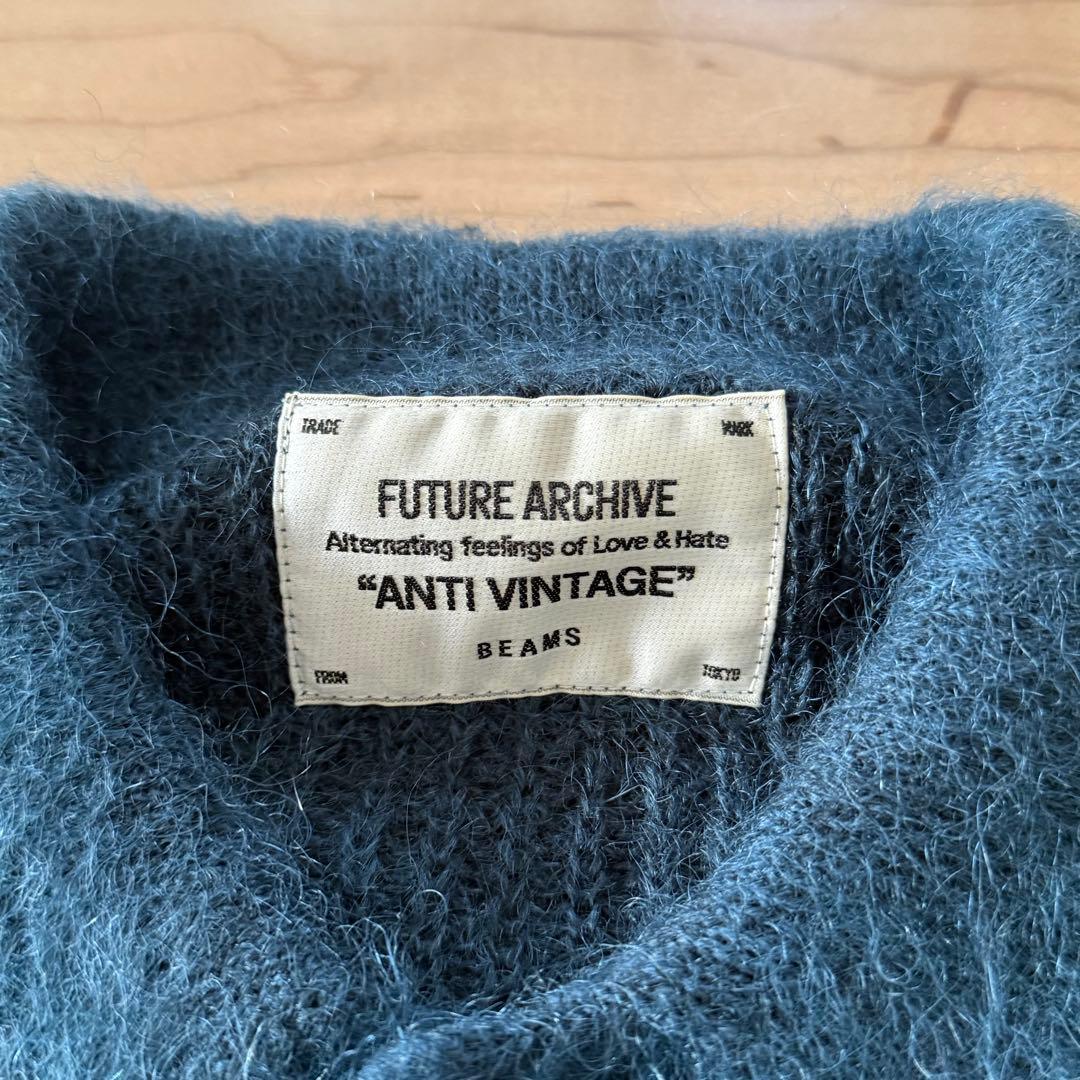 TRADE MARK
FUTURE ARCHIVE
Alternating feelings of Love & Hate
“ANTI VINTAGE”
BEAMS
FROM TOKYO